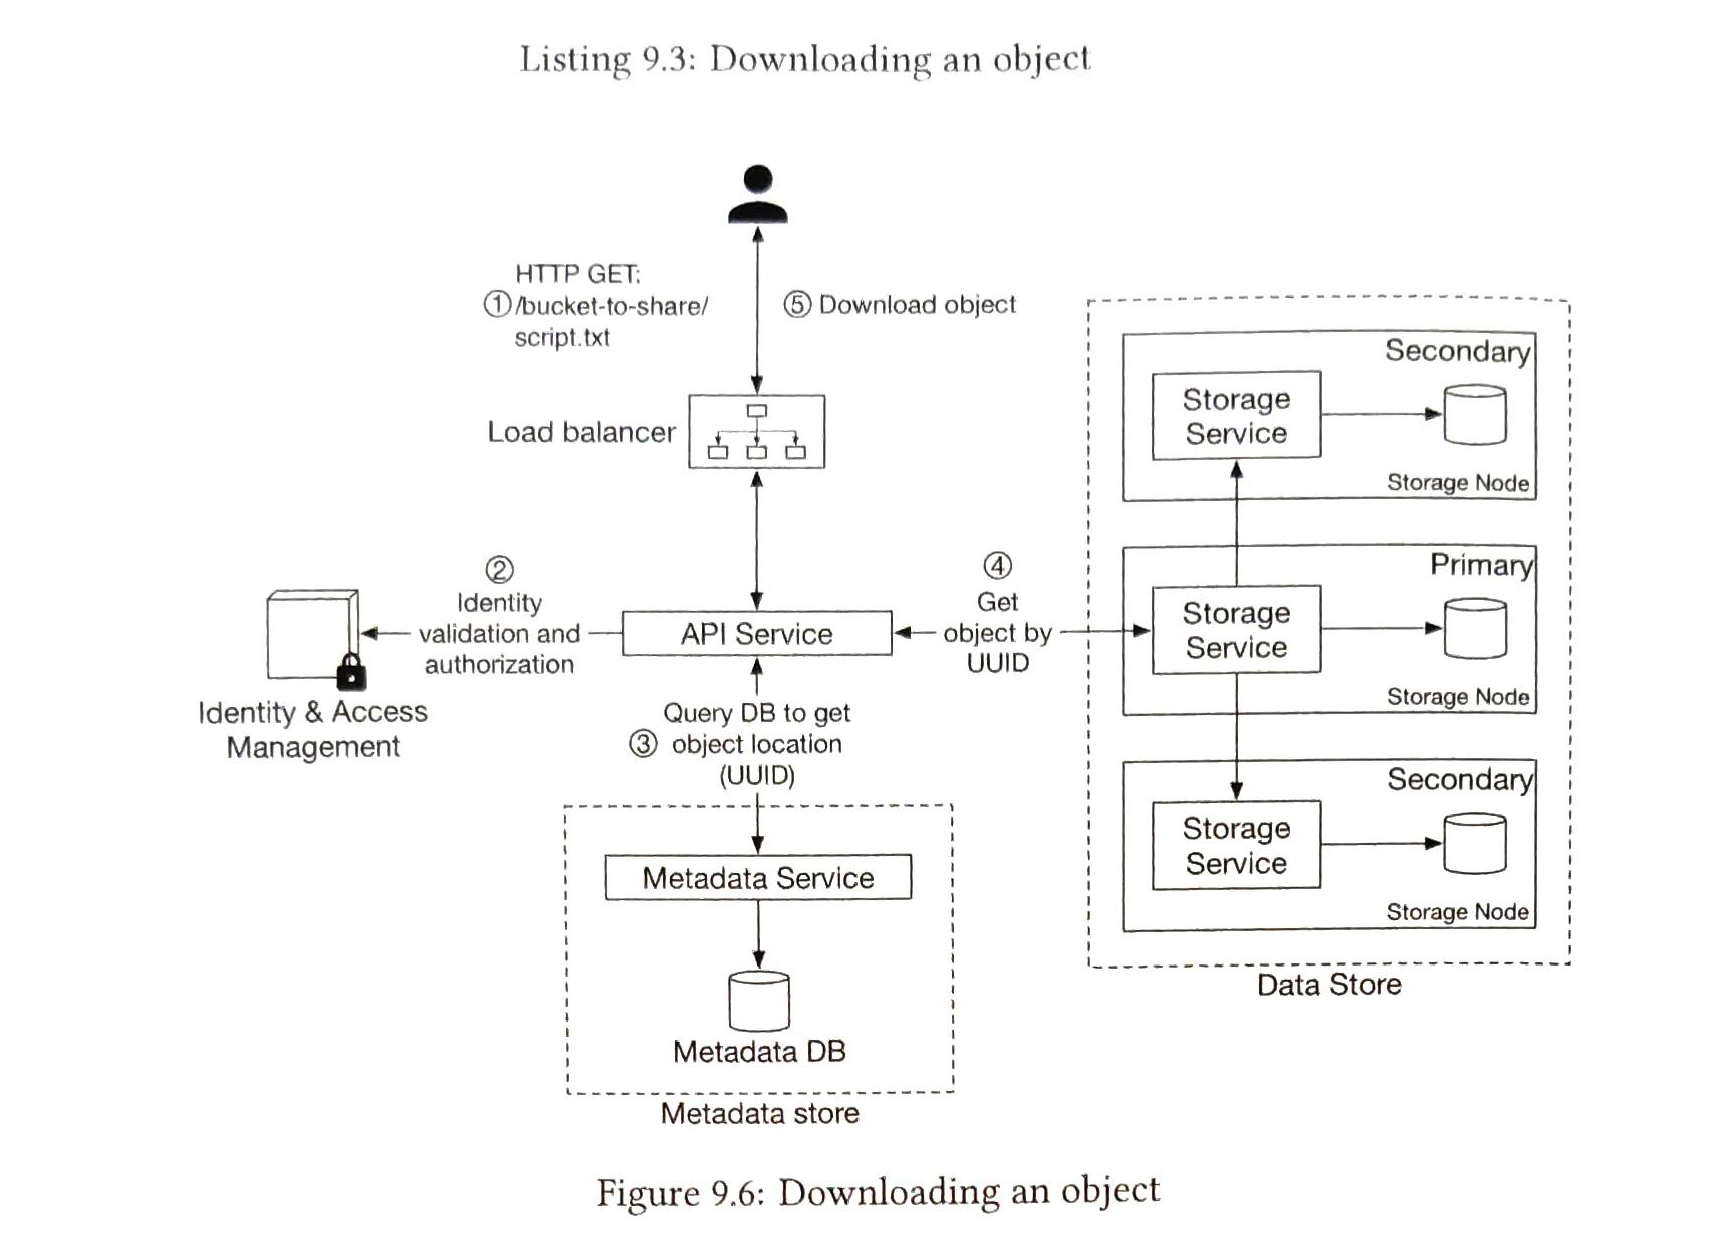 Listing 9.3: Downloading an object
HTTP GET:
①/bucket-to-share/
script.txt
⑤ Download object
Load balancer
②
Identity
validation and
authorization
Identity & Access
Management
API Service
④
Get
object by
UUID
Query DB to get
③ object location
(UUID)
Metadata Service
Metadata DB
Metadata store
Secondary
Storage
Service
Storage Node
Primary
Storage
Service
Storage Node
Secondary
Storage
Service
Storage Node
Data Store
Figure 9.6: Downloading an object